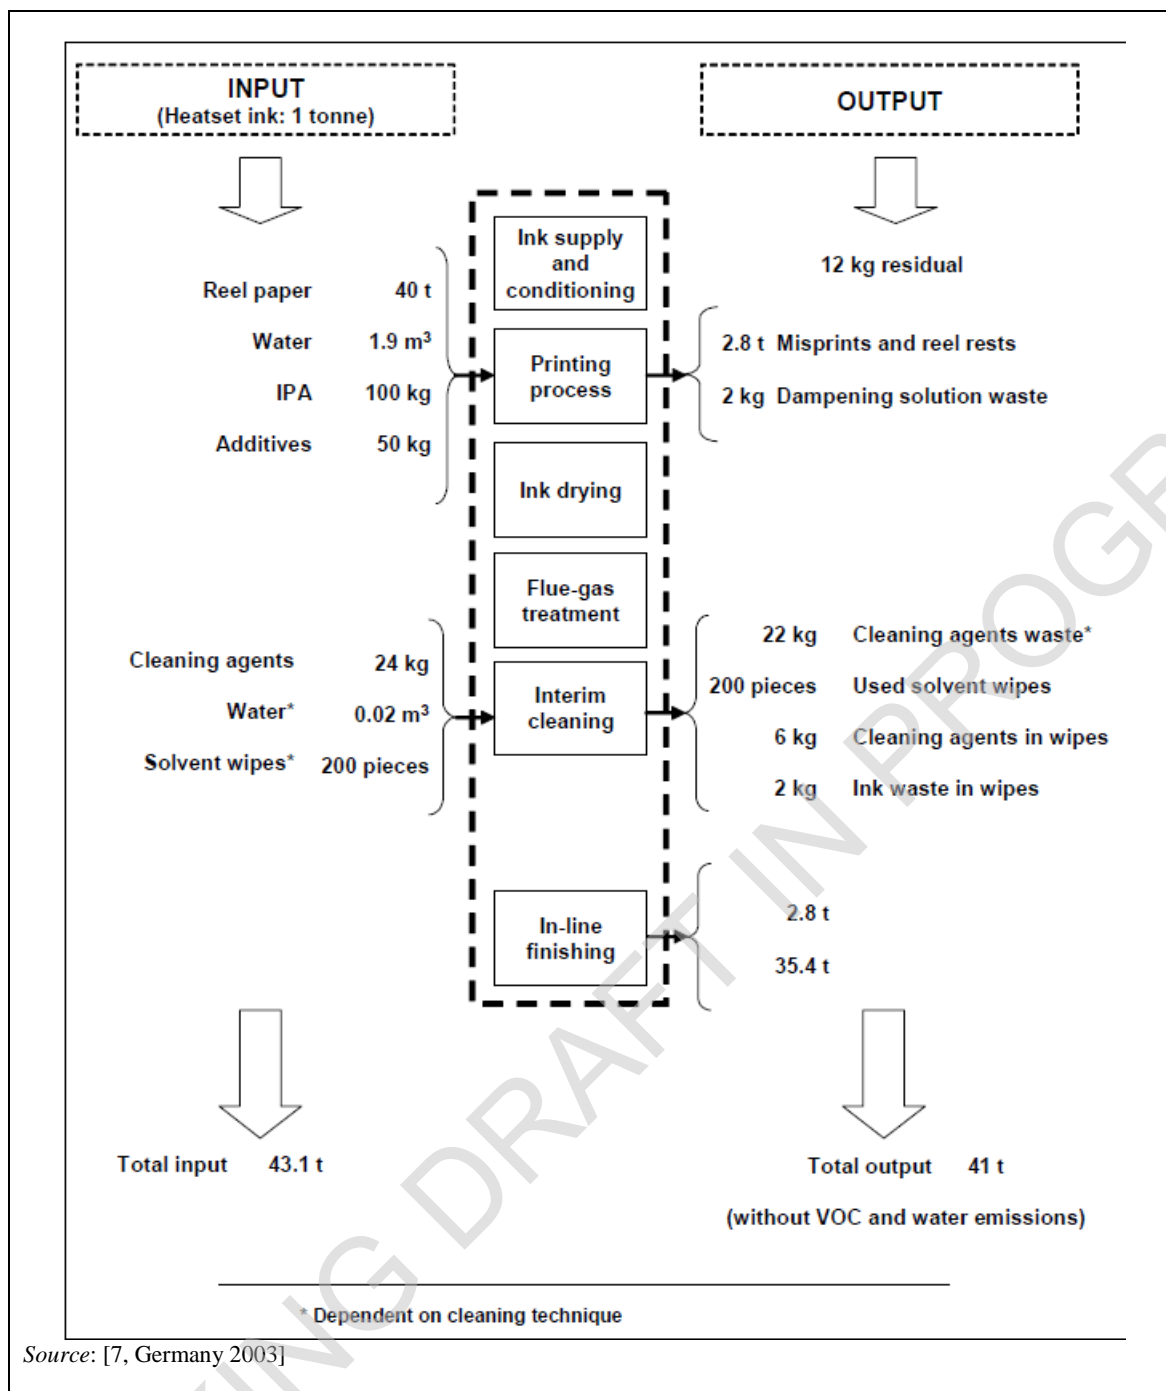 INPUT
(Heatset ink: 1 tonne)
OUTPUT
Ink supply
and
conditioning
12 kg residual
Reel paper 40 t
Water 1.9 m³
IPA 100 kg
Additives 50 kg
Printing
process
2.8 t Misprints and reel rests
2 kg Dampening solution waste
Ink drying
Flue-gas
treatment
Cleaning agents 24 kg
Water* 0.02 m³
Solvent wipes* 200 pieces
Interim
cleaning
22 kg Cleaning agents waste*
200 pieces Used solvent wipes
6 kg Cleaning agents in wipes
2 kg Ink waste in wipes
In-line
finishing
2.8 t
35.4 t
Total input 43.1 t
Total output 41 t
(without VOC and water emissions)
* Dependent on cleaning technique
Source: [7, Germany 2003]
DRAFT IN